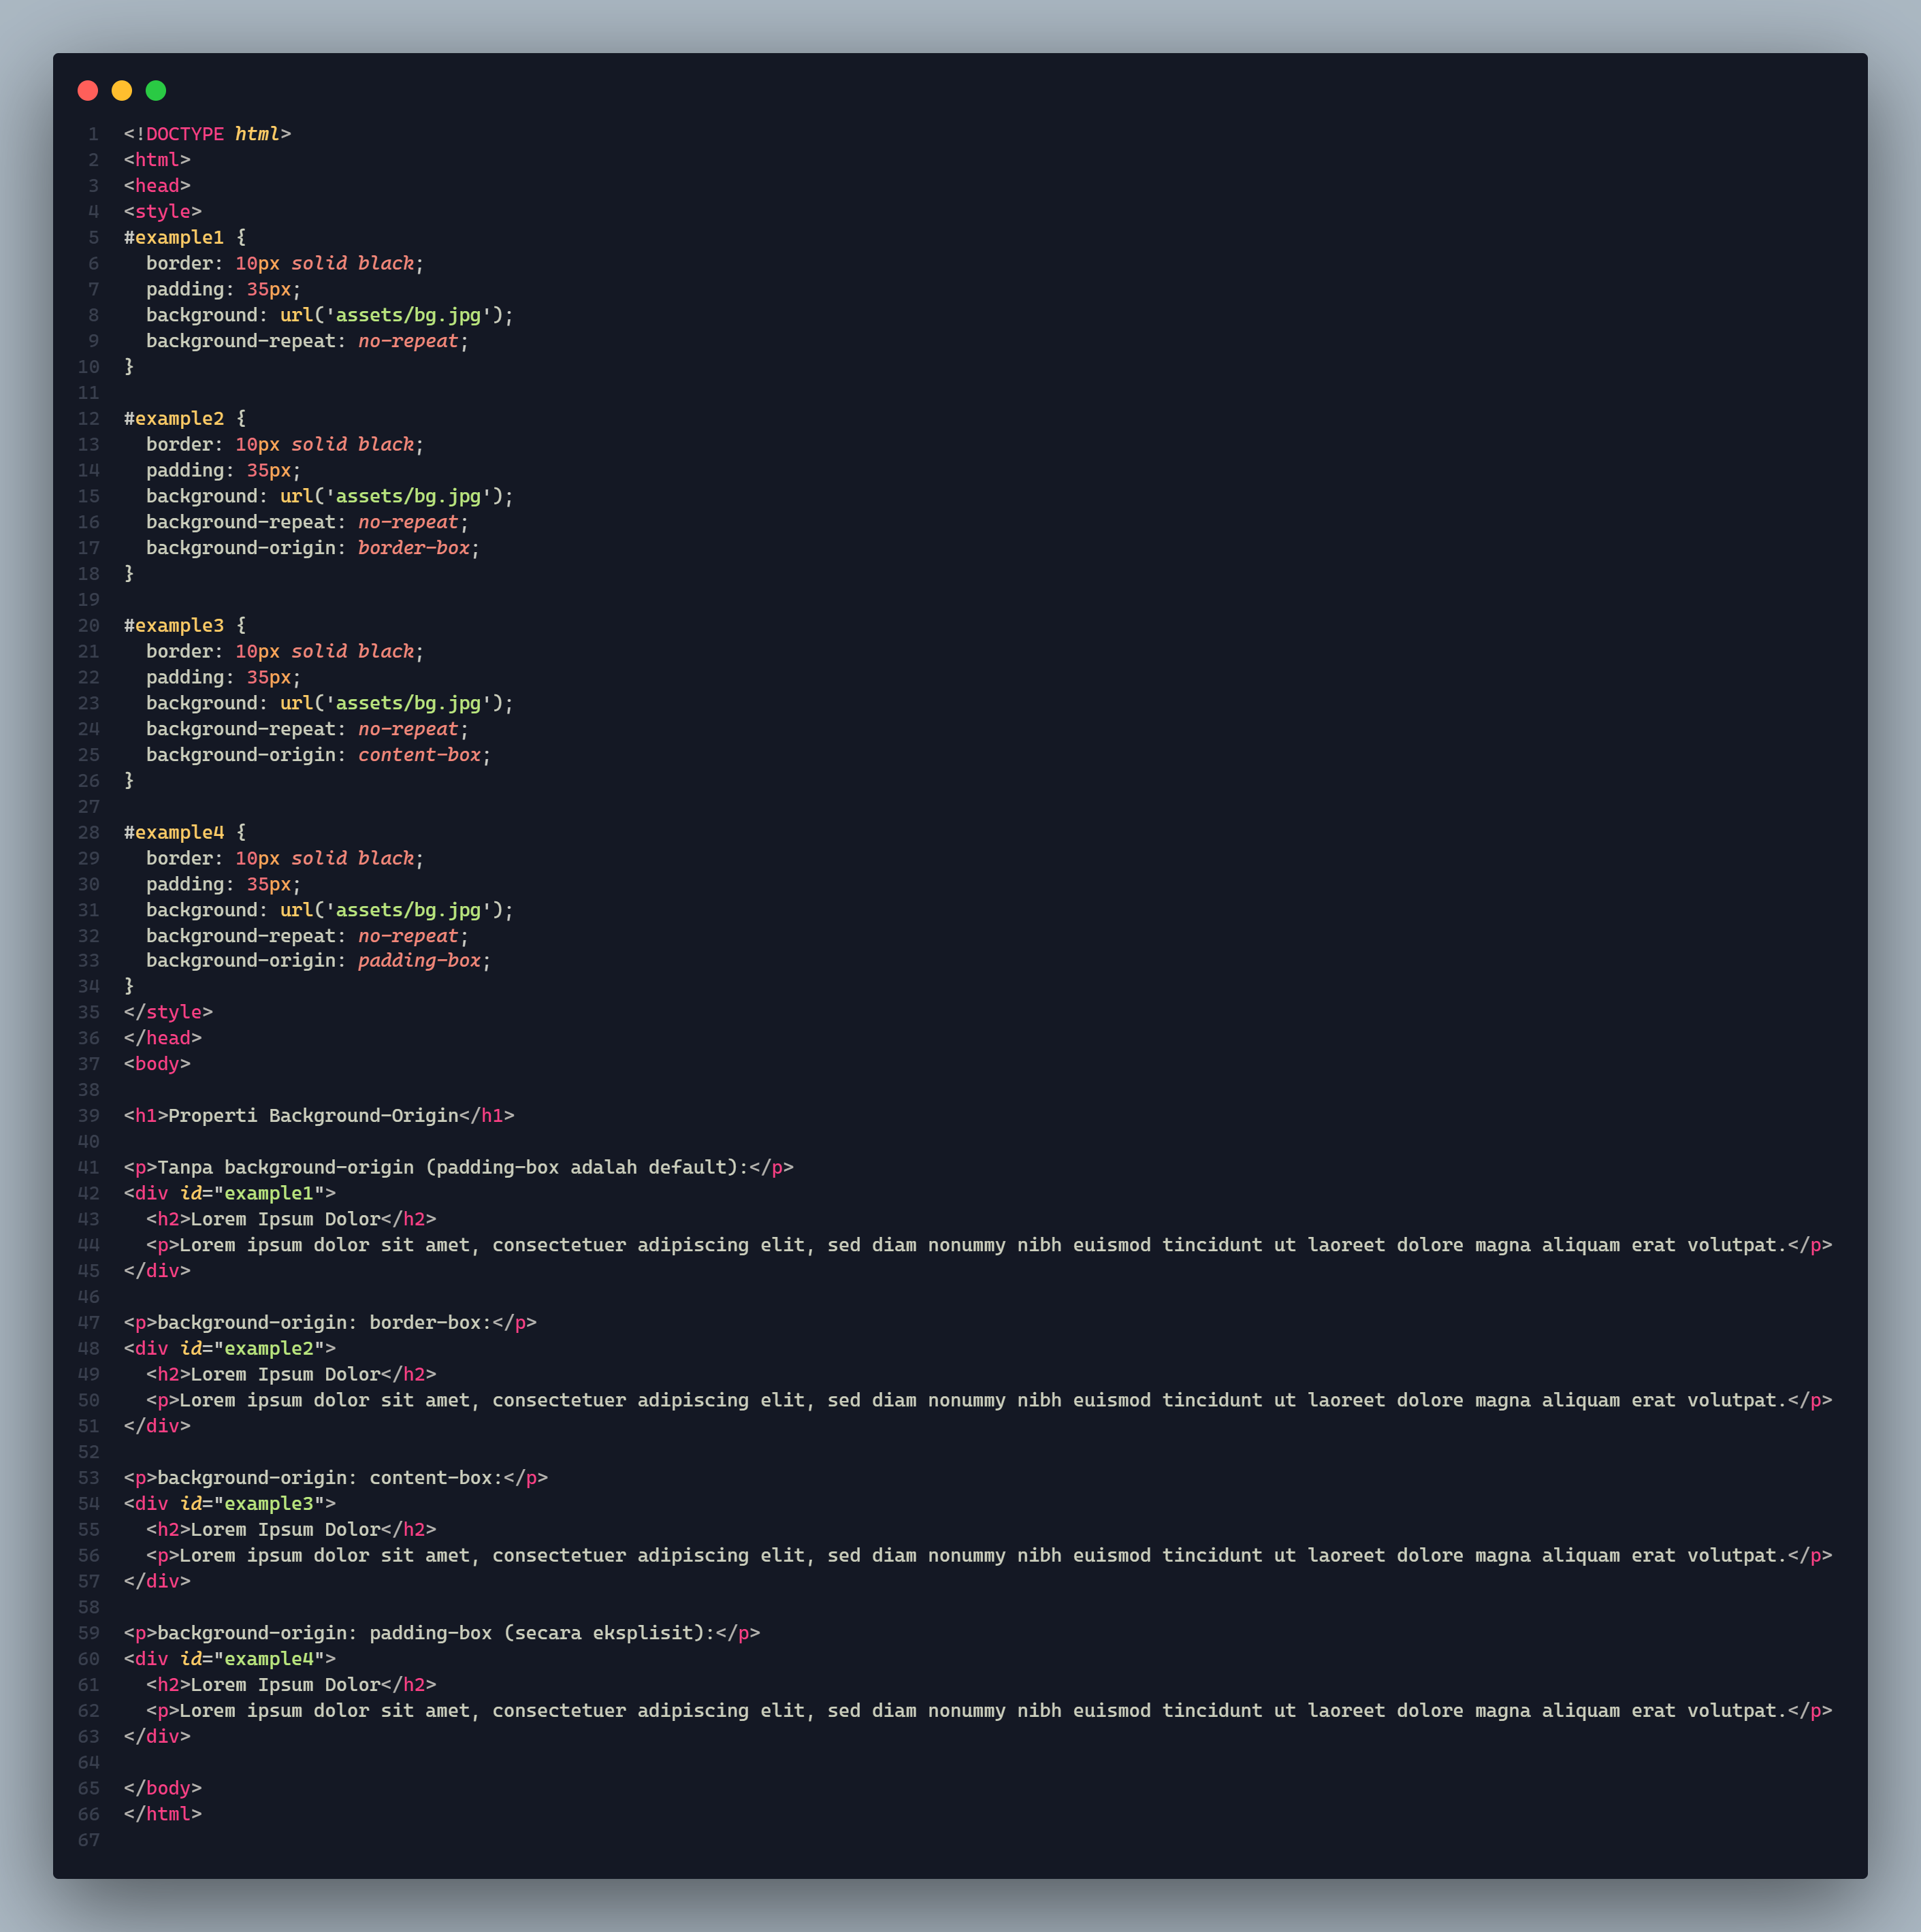 1 <!DOCTYPE html>
2 <html>
3 <head>
4 <style>
5 #example1 {
6   border: 10px solid black;
7   padding: 35px;
8   background: url('assets/bg.jpg');
9   background-repeat: no-repeat;
10 }
11
12 #example2 {
13   border: 10px solid black;
14   padding: 35px;
15   background: url('assets/bg.jpg');
16   background-repeat: no-repeat;
17   background-origin: border-box;
18 }
19
20 #example3 {
21   border: 10px solid black;
22   padding: 35px;
23   background: url('assets/bg.jpg');
24   background-repeat: no-repeat;
25   background-origin: content-box;
26 }
27
28 #example4 {
29   border: 10px solid black;
30   padding: 35px;
31   background: url('assets/bg.jpg');
32   background-repeat: no-repeat;
33   background-origin: padding-box;
34 }
35 </style>
36 </head>
37 <body>
38
39 <h1>Properti Background-Origin</h1>
40
41 <p>Tanpa background-origin (padding-box adalah default):</p>
42 <div id="example1">
43   <h2>Lorem Ipsum Dolor</h2>
44   <p>Lorem ipsum dolor sit amet, consectetuer adipiscing elit, sed diam nonummy nibh euismod tincidunt ut laoreet dolore magna aliquam erat volutpat.</p>
45 </div>
46
47 <p>background-origin: border-box:</p>
48 <div id="example2">
49   <h2>Lorem Ipsum Dolor</h2>
50   <p>Lorem ipsum dolor sit amet, consectetuer adipiscing elit, sed diam nonummy nibh euismod tincidunt ut laoreet dolore magna aliquam erat volutpat.</p>
51 </div>
52
53 <p>background-origin: content-box:</p>
54 <div id="example3">
55   <h2>Lorem Ipsum Dolor</h2>
56   <p>Lorem ipsum dolor sit amet, consectetuer adipiscing elit, sed diam nonummy nibh euismod tincidunt ut laoreet dolore magna aliquam erat volutpat.</p>
57 </div>
58
59 <p>background-origin: padding-box (secara eksplisit):</p>
60 <div id="example4">
61   <h2>Lorem Ipsum Dolor</h2>
62   <p>Lorem ipsum dolor sit amet, consectetuer adipiscing elit, sed diam nonummy nibh euismod tincidunt ut laoreet dolore magna aliquam erat volutpat.</p>
63 </div>
64
65 </body>
66 </html>
67